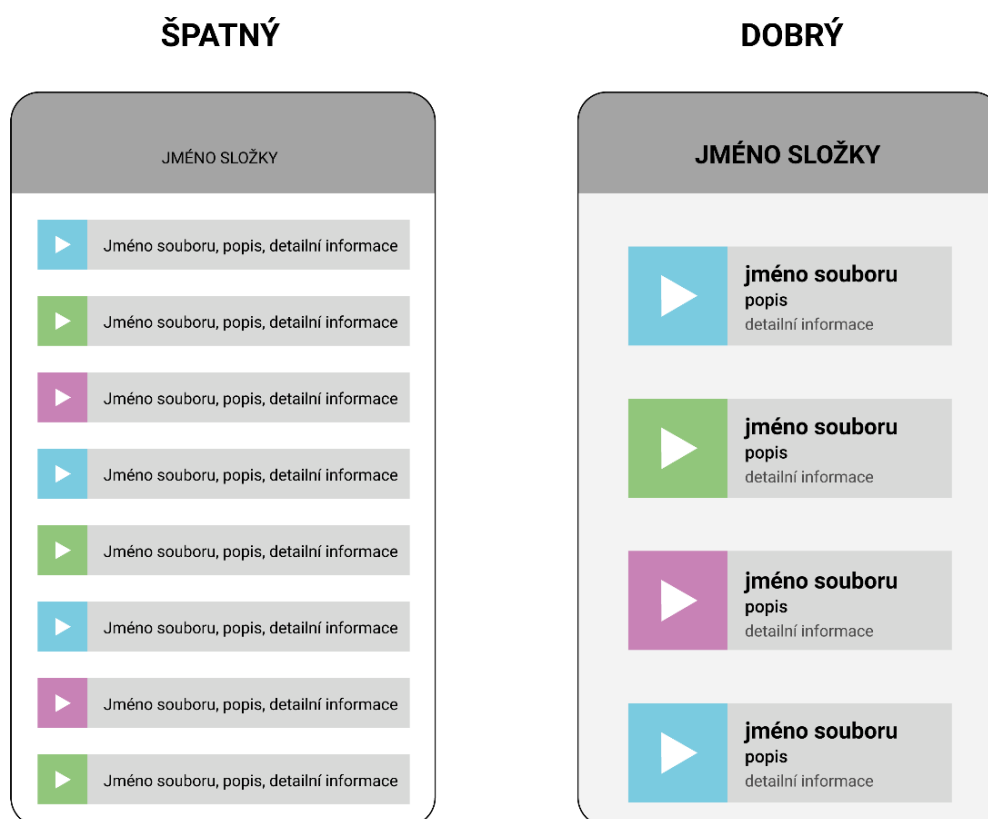 ŠPATNÝ
JMÉNO SLOŽKY
Jméno souboru, popis, detailní informace
Jméno souboru, popis, detailní informace
Jméno souboru, popis, detailní informace
Jméno souboru, popis, detailní informace
Jméno souboru, popis, detailní informace
Jméno souboru, popis, detailní informace
Jméno souboru, popis, detailní informace
Jméno souboru, popis, detailní informace
DOBRÝ
JMÉNO SLOŽKY
jméno souboru
popis
detailní informace
jméno souboru
popis
detailní informace
jméno souboru
popis
detailní informace
jméno souboru
popis
detailní informace